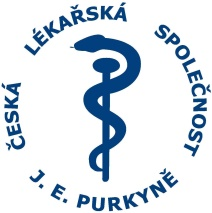 ČESKÁ LÉKAŘSKÁ SPOLEČNOST
J. E. PURKYNĚ